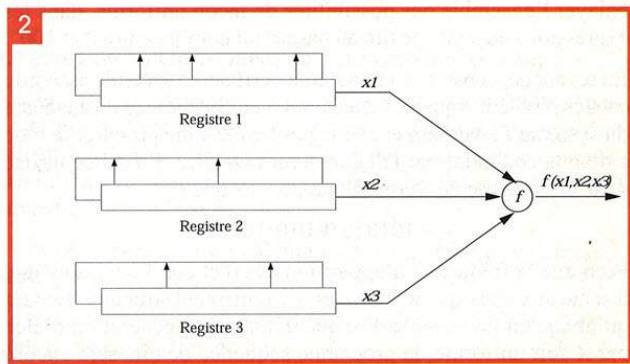 2
x1
Registre 1
x2
f
f(x1,x2,x3)
Registre 2
x3
Registre 3